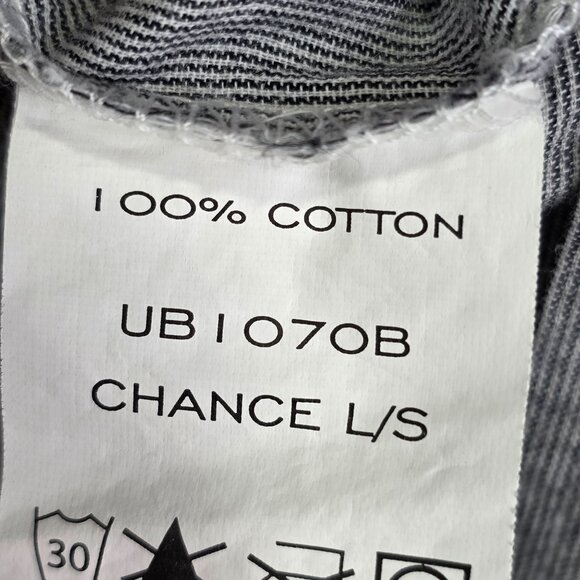 100% COTTON
UB1070B
CHANCE L/S
30